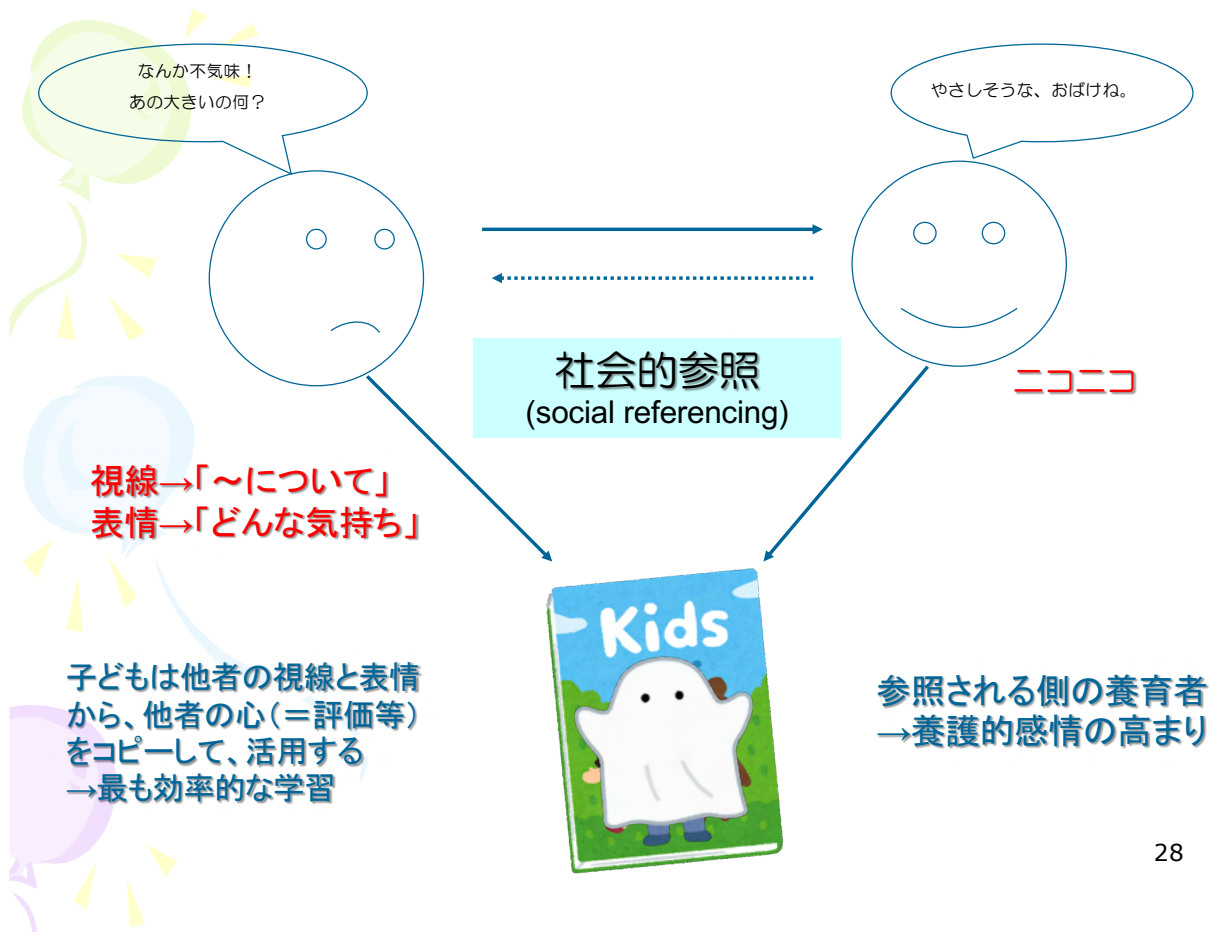 なんか不気味！
あの大きいの何？
やさしそうな、おばけね。
社会的参照
(social referencing)
ニコニコ
視線→「～について」
表情→「どんな気持ち」
Kids
子どもは他者の視線と表情
から、他者の心（＝評価等）
をコピーして、活用する
→最も効率的な学習
参照される側の養育者
→養護的感情の高まり
28